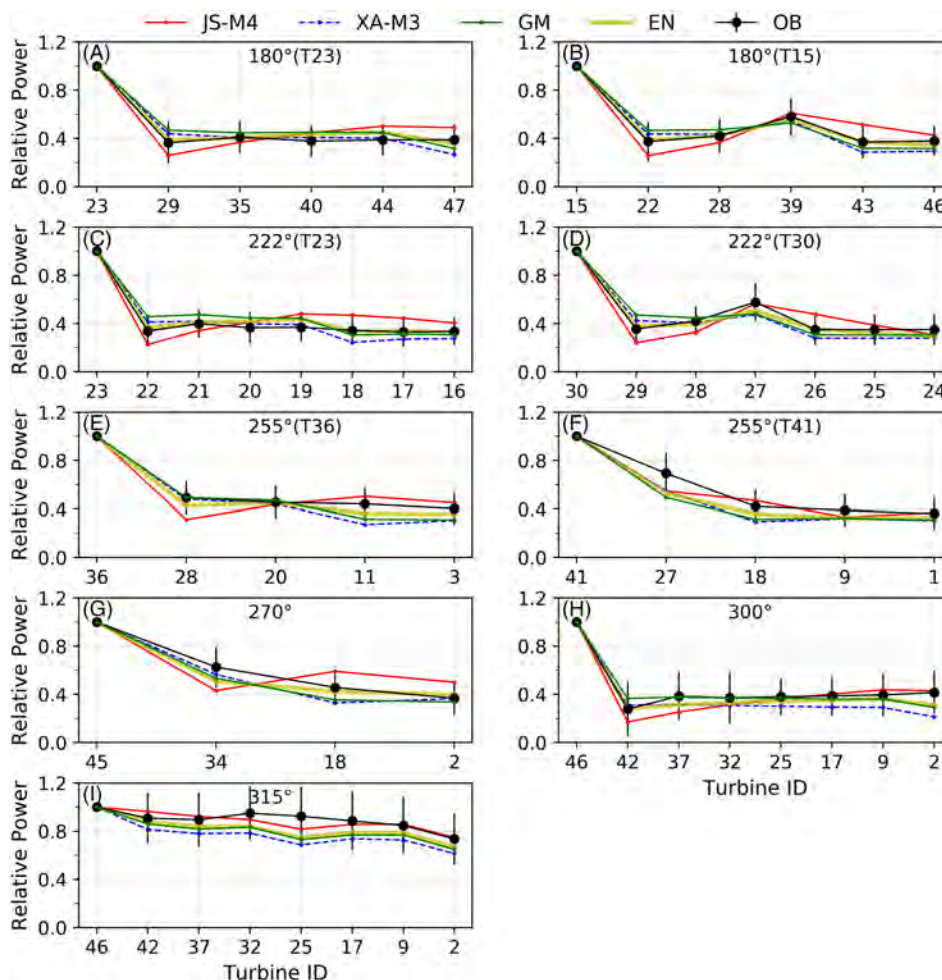 JS-M4 XA-M3 GM EN OB
(A) 180°(T23)
Relative Power
1.2
0.8
0.4
0.0
23 29 35 40 44 47
(B) 180°(T15)
1.2
0.8
0.4
0.0
15 22 28 39 43 46
(C) 222°(T23)
Relative Power
1.2
0.8
0.4
0.0
23 22 21 20 19 18 17 16
(D) 222°(T30)
1.2
0.8
0.4
0.0
30 29 28 27 26 25 24
(E) 255°(T36)
Relative Power
1.2
0.8
0.4
0.0
36 28 20 11 3
(F) 255°(T41)
1.2
0.8
0.4
0.0
41 27 18 9 1
(G) 270°
Relative Power
1.2
0.8
0.4
0.0
45 34 18 2
(H) 300°
1.2
0.8
0.4
0.0
46 42 37 32 25 17 9 2
Turbine ID
(I) 315°
Relative Power
1.2
0.8
0.4
0.0
46 42 37 32 25 17 9 2
Turbine ID